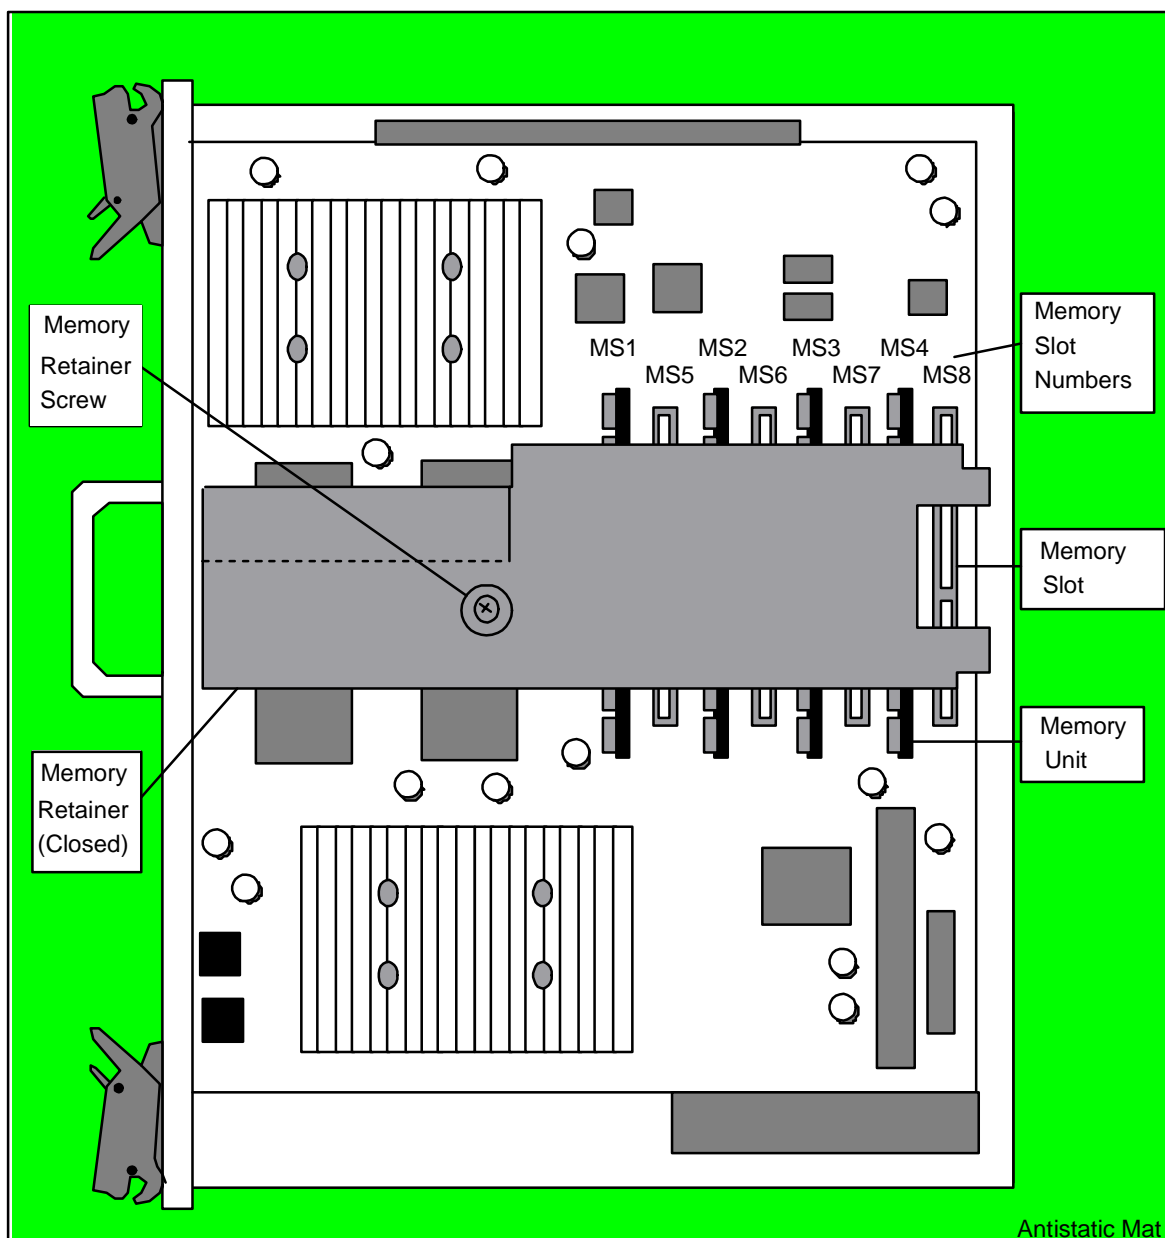 Memory
Retainer
Screw
MS1 MS2 MS3 MS4
MS5 MS6 MS7 MS8
Memory
Slot
Numbers
Memory
Slot
Memory
Unit
Memory
Retainer
(Closed)
Antistatic Mat